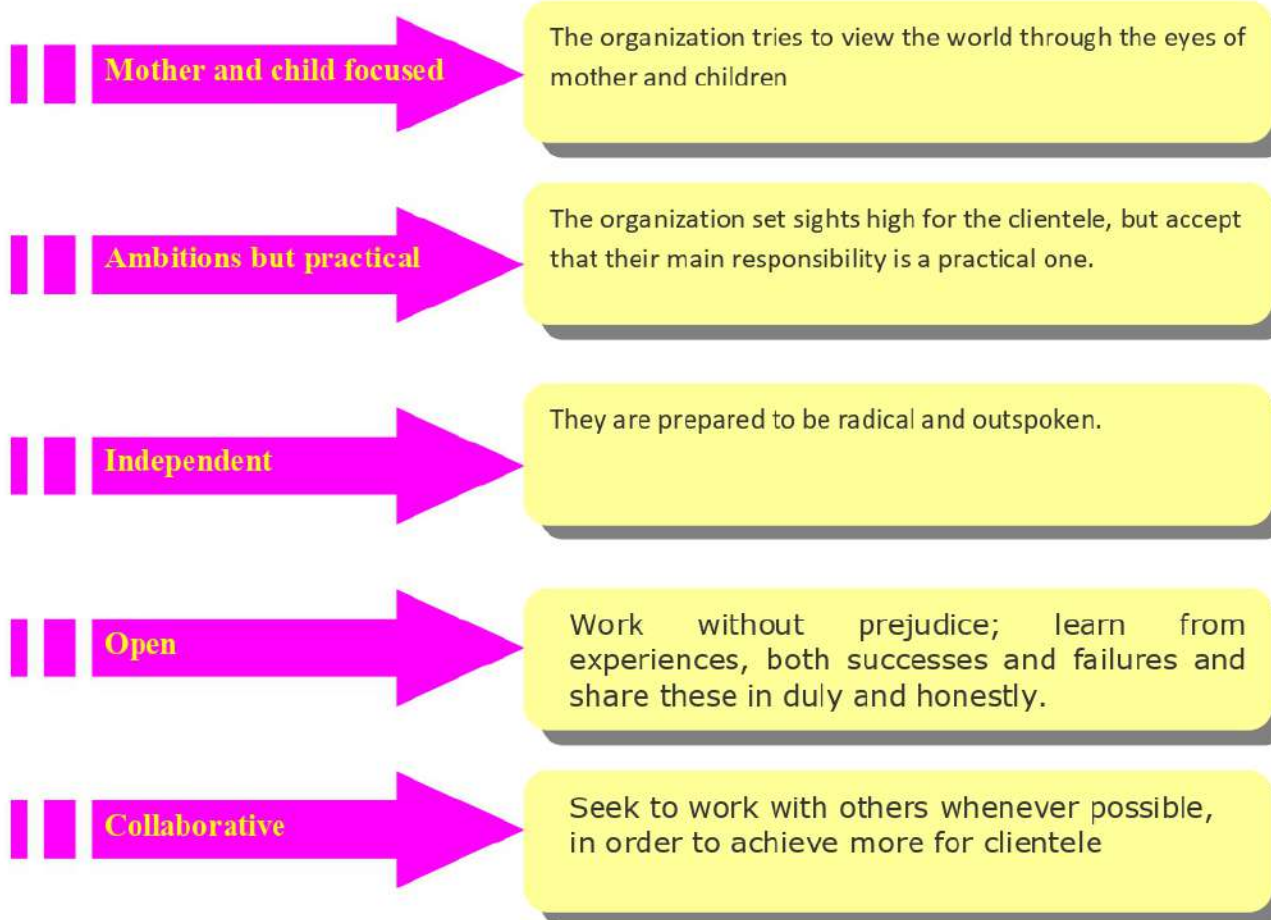 Mother and child focused
The organization tries to view the world through the eyes of
mother and children
Ambitions but practical
The organization set sights high for the clientele, but accept
that their main responsibility is a practical one.
Independent
They are prepared to be radical and outspoken.
Open
Work without prejudice; learn from
experiences, both successes and failures and
share these in duly and honestly.
Collaborative
Seek to work with others whenever possible,
in order to achieve more for clientele